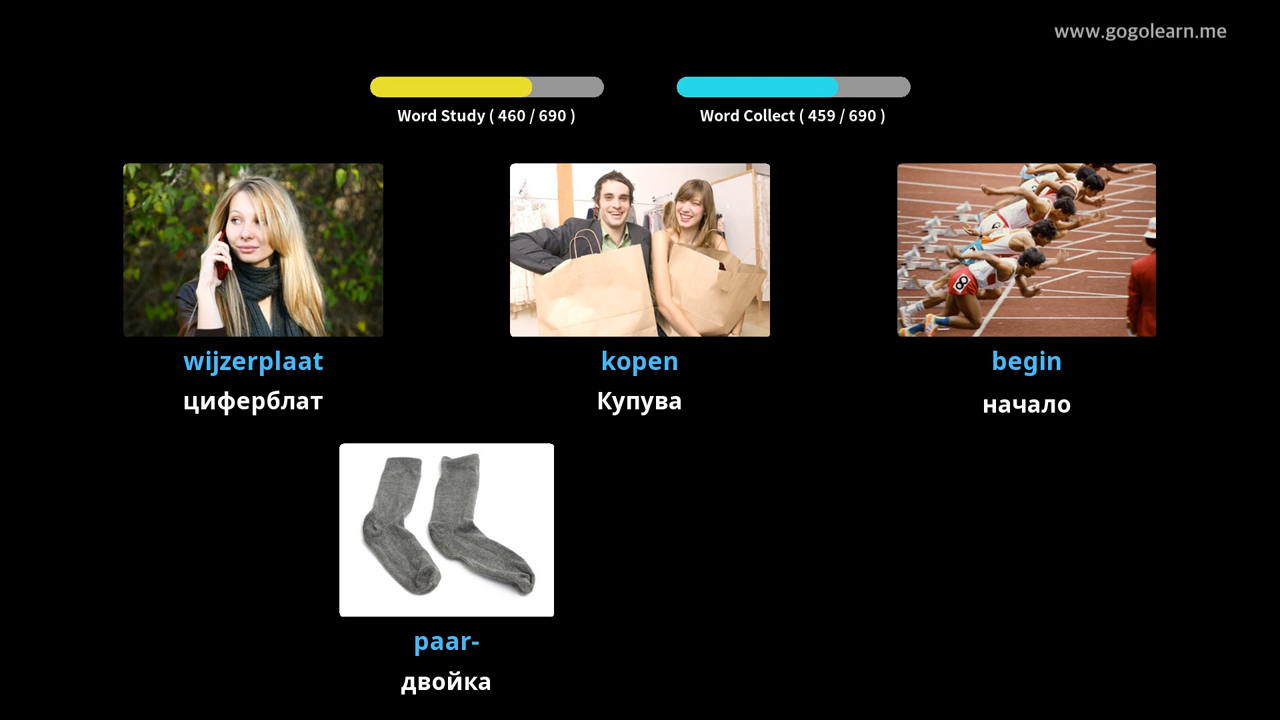 www.gogolearn.me
Word Study ( 460 / 690 )
Word Collect ( 459 / 690 )
wijzerplaat
циферблат
kopen
Купува
begin
начало
8
paar-
двойка